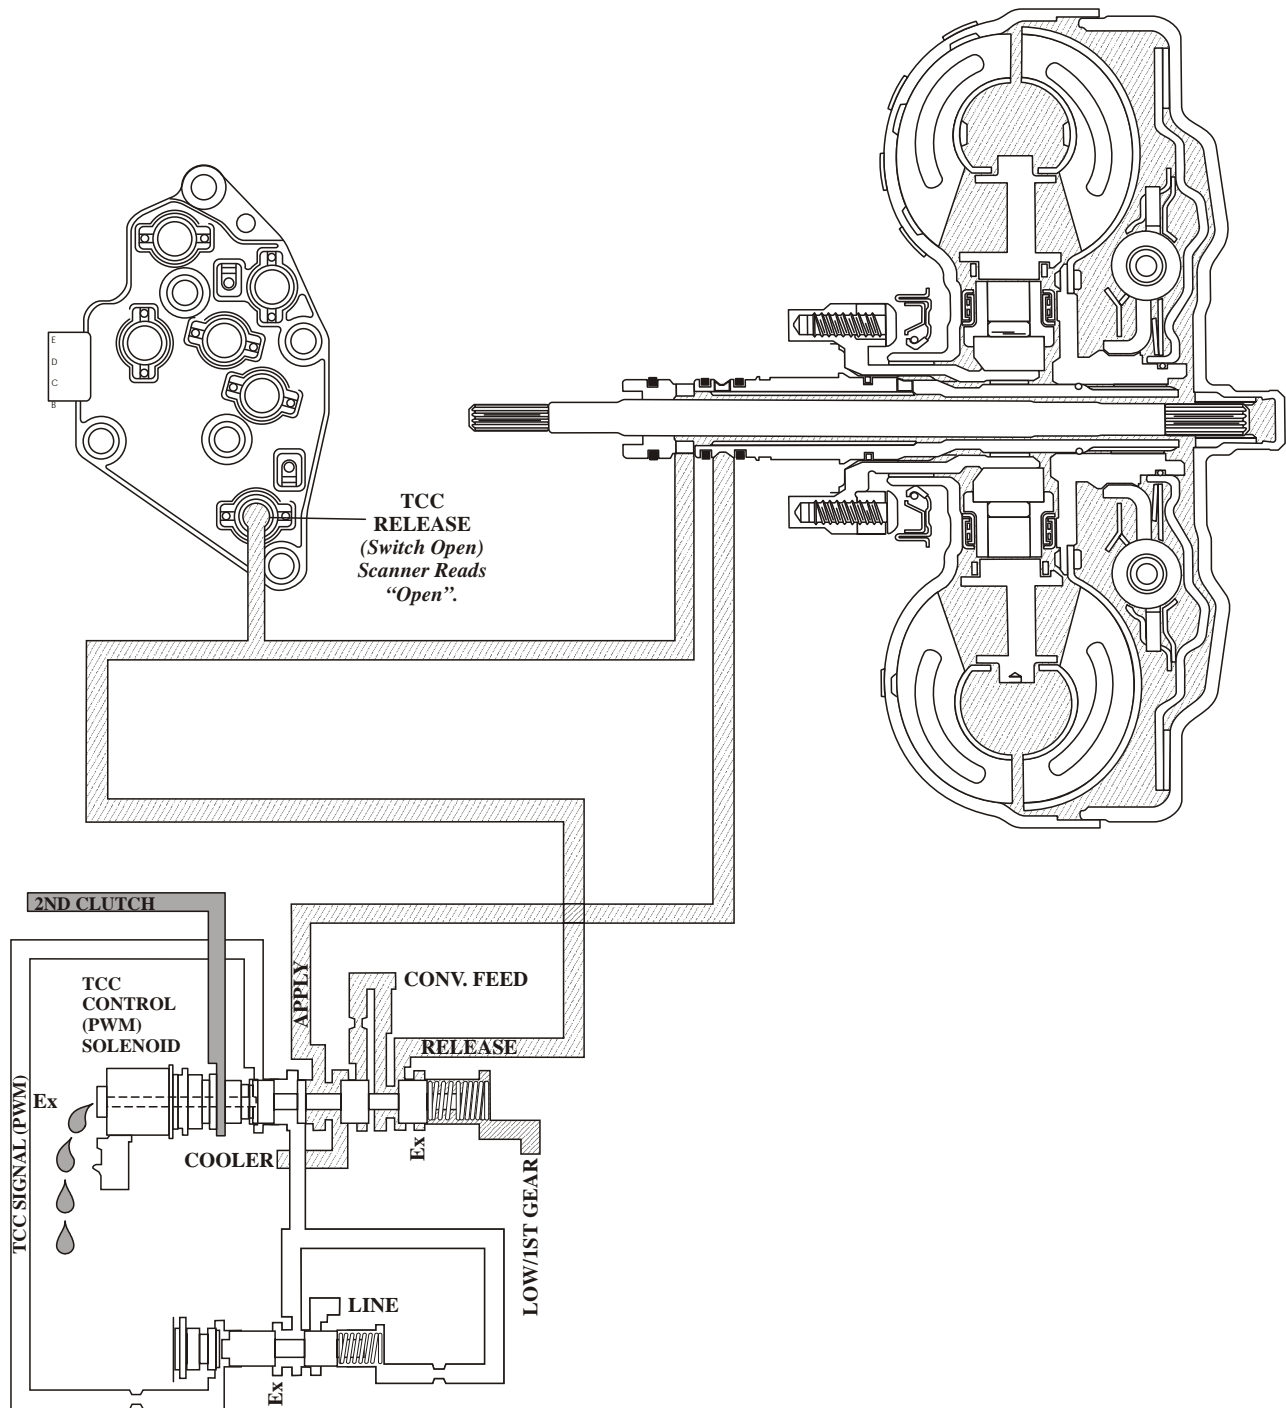 E
D
C
B
TCC
RELEASE
(Switch Open)
Scanner Reads
“Open”.
2ND CLUTCH
TCC
CONTROL
(PWM)
SOLENOID
APPLY
CONV. FEED
RELEASE
Ex
TCC SIGNAL (PWM)
COOLER
Ex
LOW/1ST GEAR
LINE
Ex